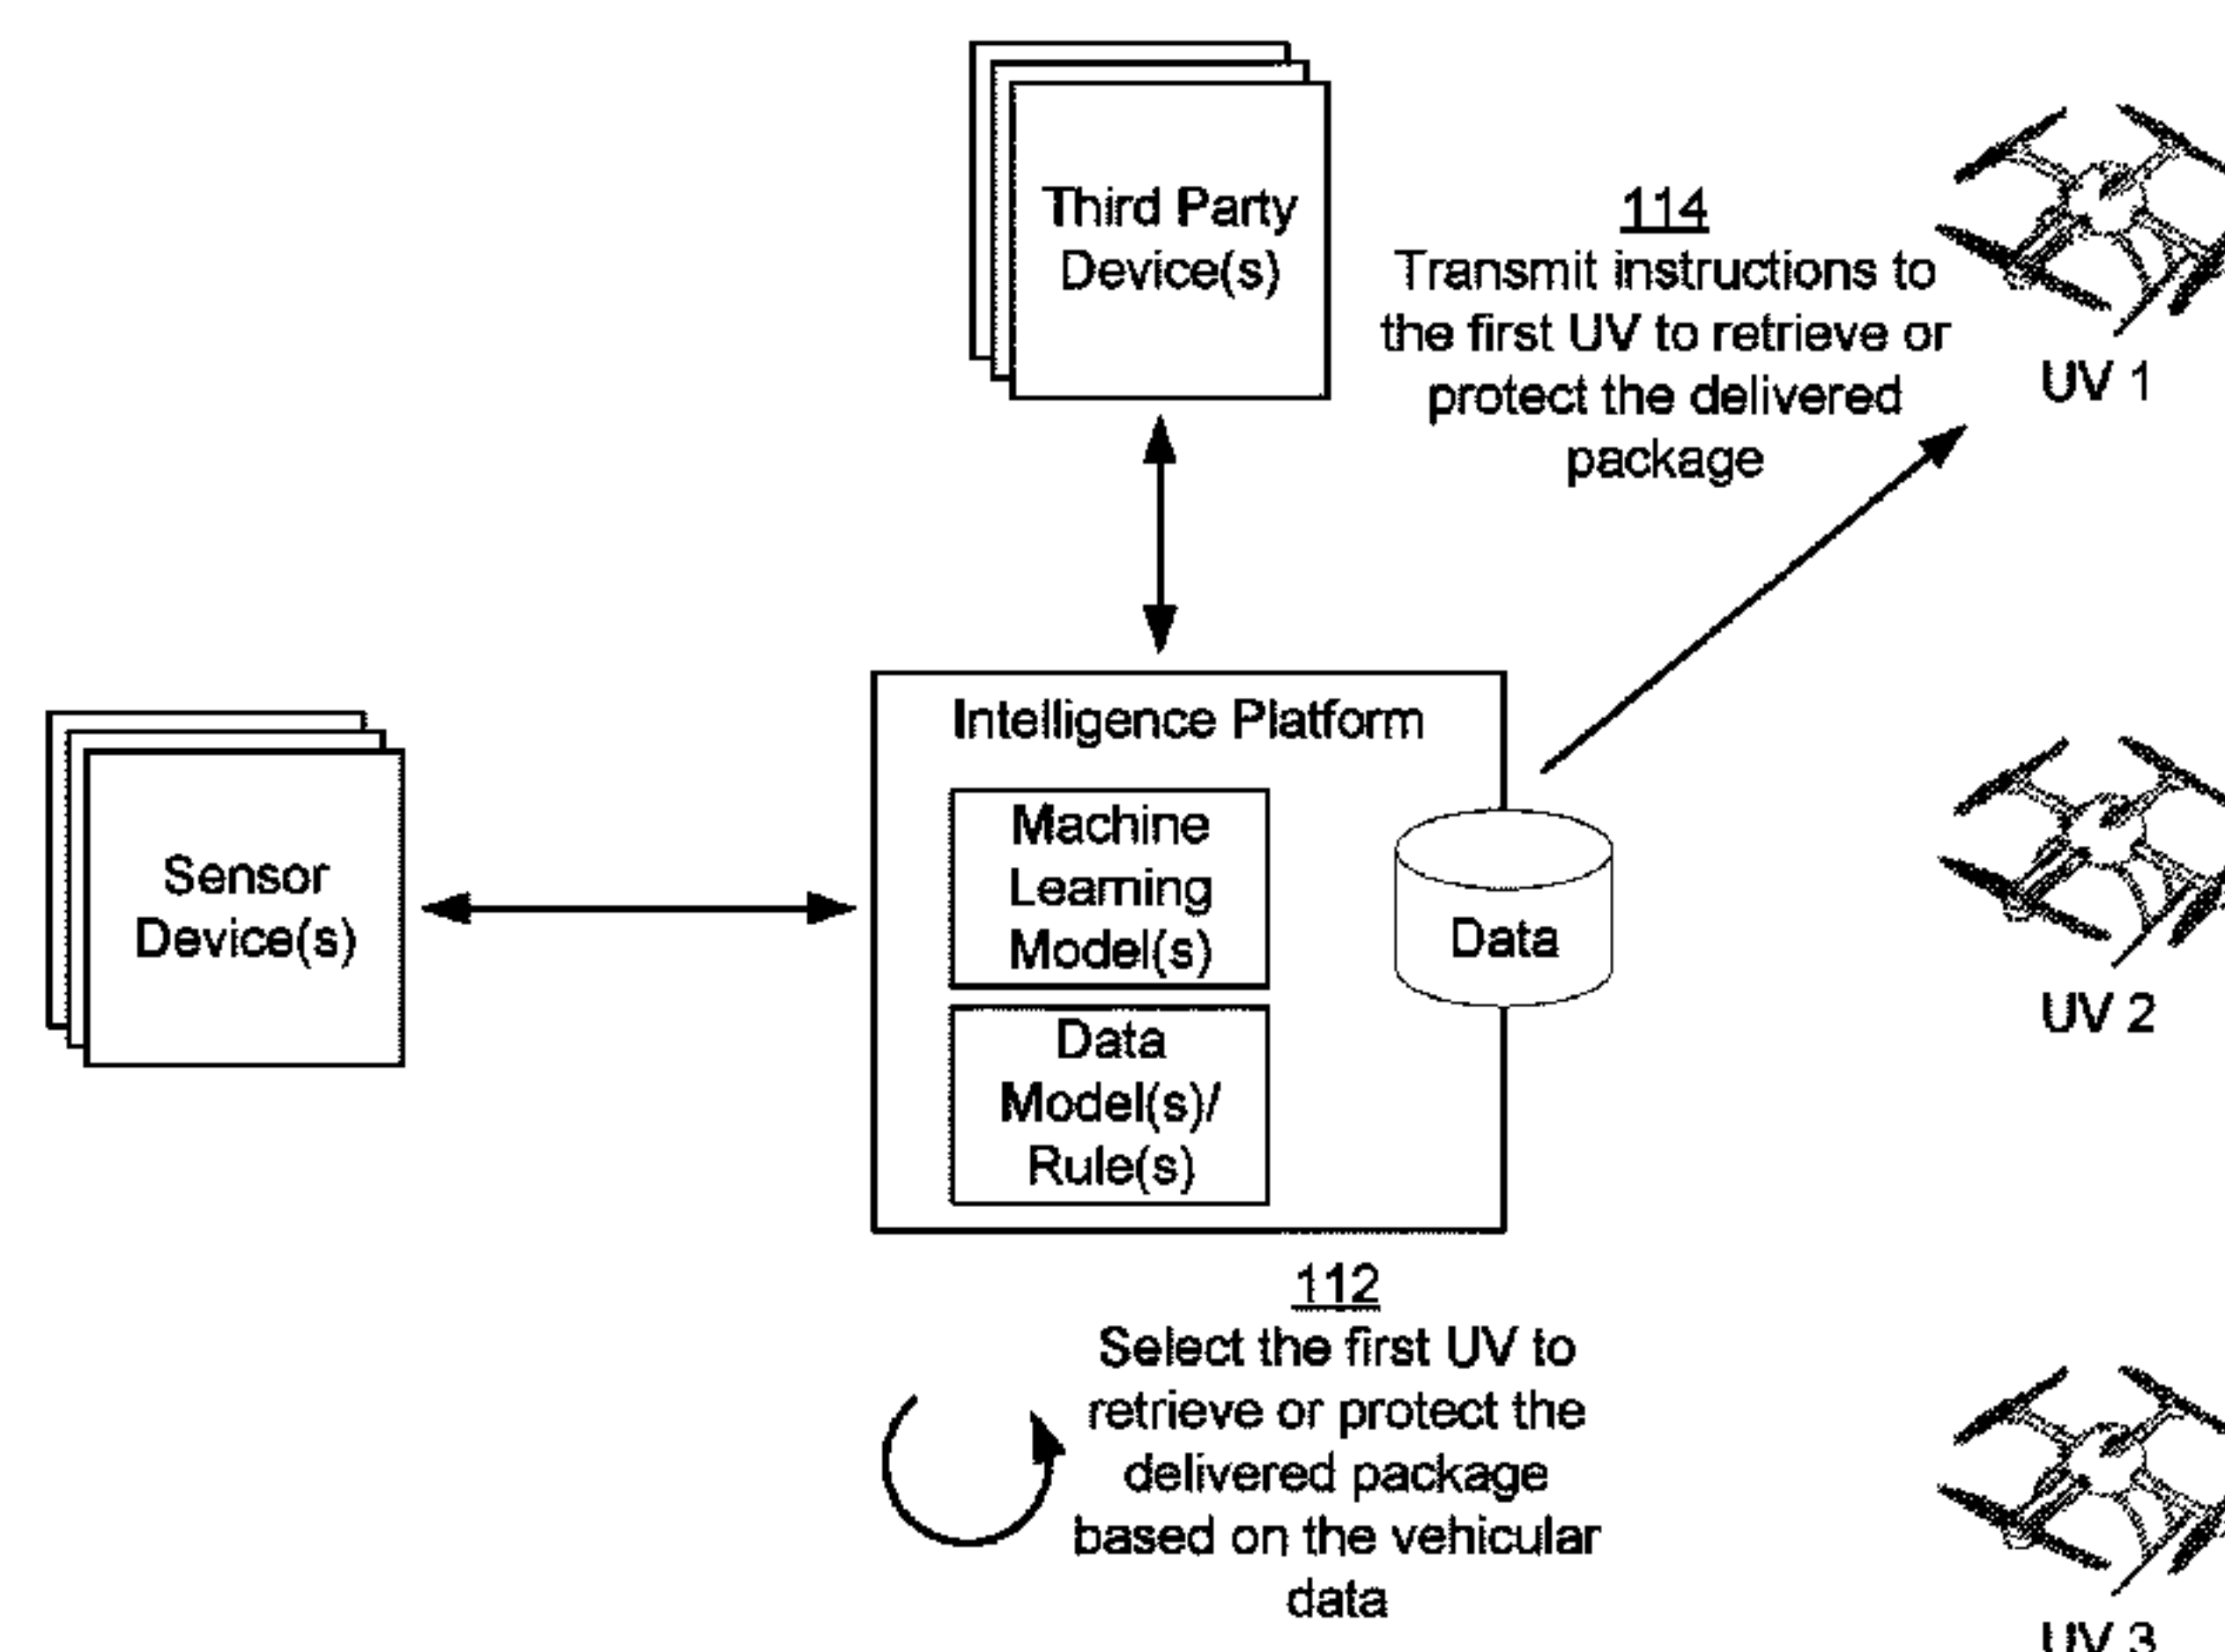 Third Party
Device(s)
114
Transmit instructions to
the first UV to retrieve or
protect the delivered
package
UV 1
Intelligence Platform
Machine
Learning
Model(s)
Data
Model(s)/
Rule(s)
Data
Sensor
Device(s)
UV 2
112
Select the first UV to
retrieve or protect the
delivered package
based on the vehicular
data
UV 3